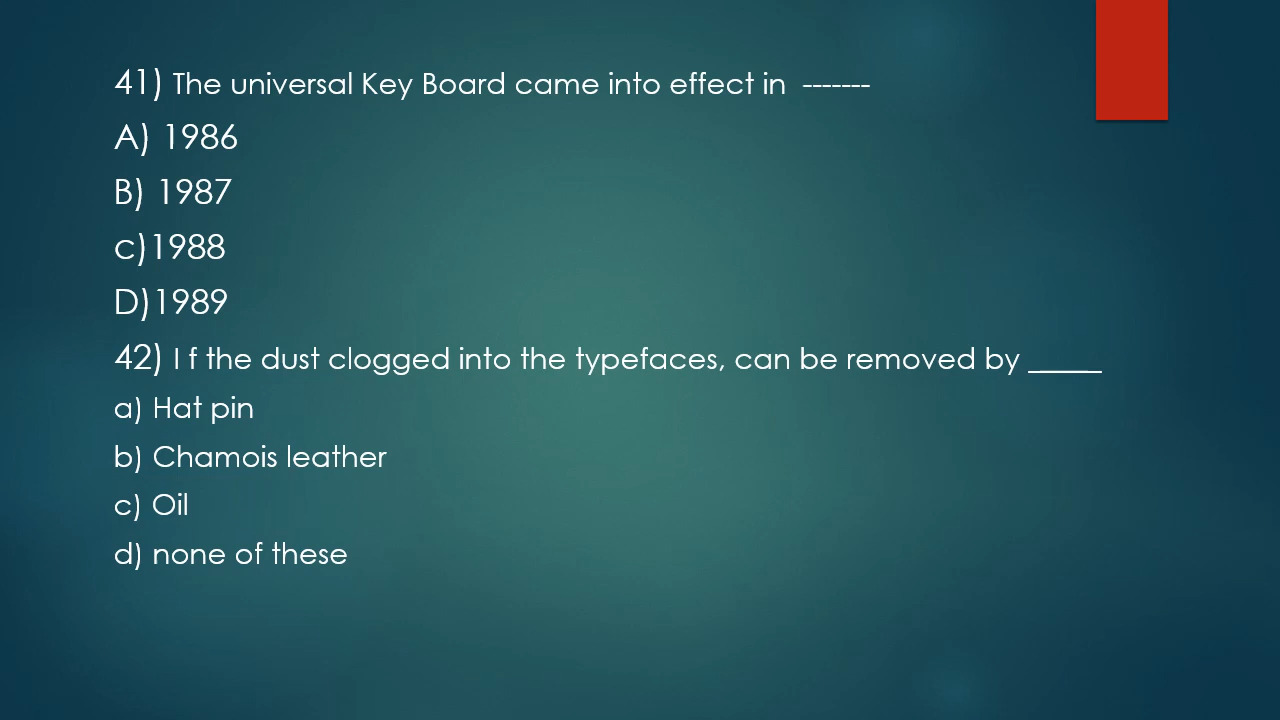 41) The universal Key Board came into effect in  -------
A) 1986
B) 1987
c)1988
D)1989
42) I f the dust clogged into the typefaces, can be removed by _____
a) Hat pin
b) Chamois leather
c) Oil
d) none of these